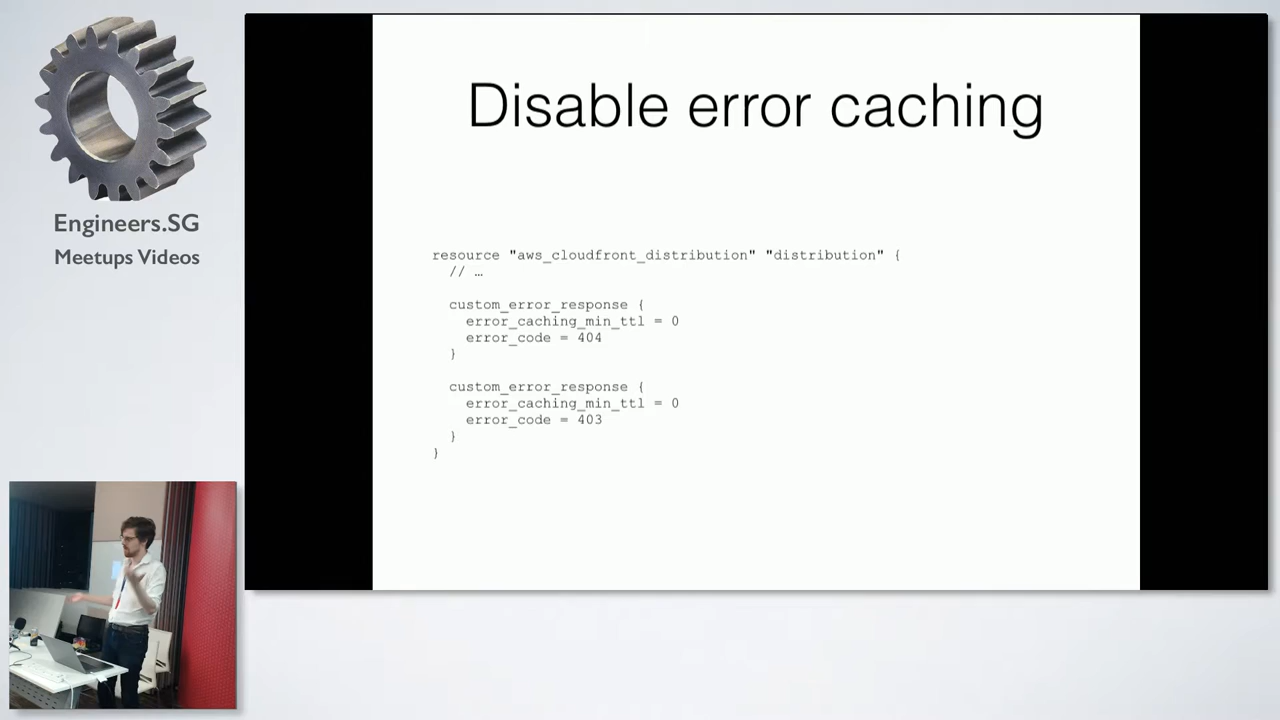 Engineers.SG
Meetups Videos
Disable error caching
resource "aws_cloudfront_distribution" "distribution" {
  // …
  custom_error_response {
    error_caching_min_ttl = 0
    error_code = 404
  }
  custom_error_response {
    error_caching_min_ttl = 0
    error_code = 403
  }
}